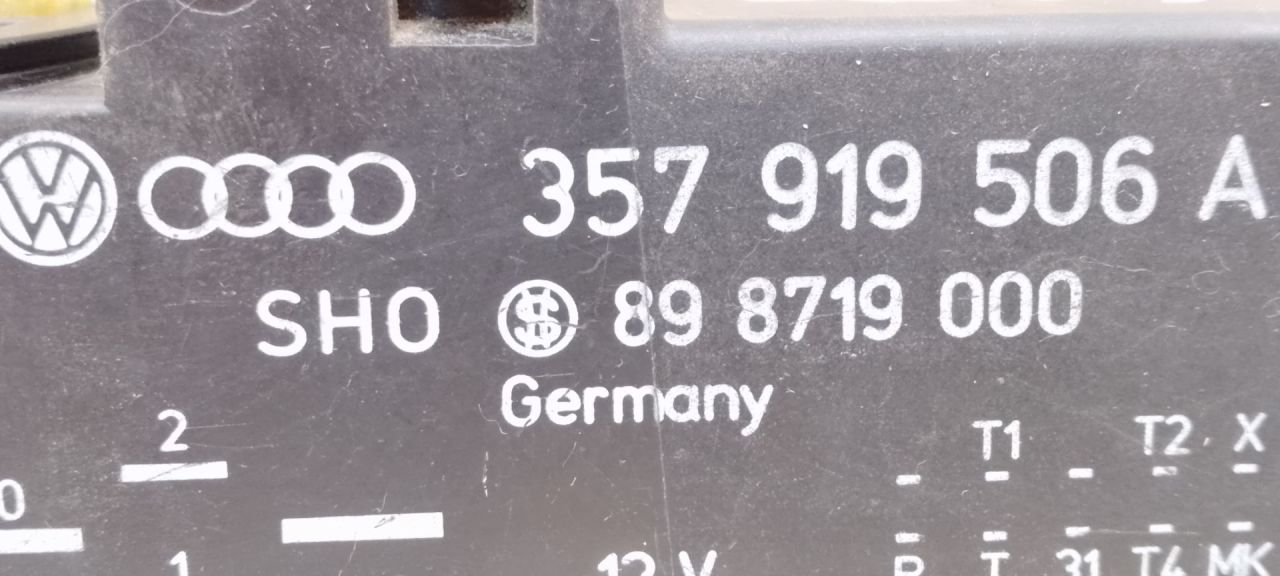 357 919 506 A
SHO 89 8719 000
Germany
2
T1 T2 X
0
1
12 V
P T 31 T4 MK